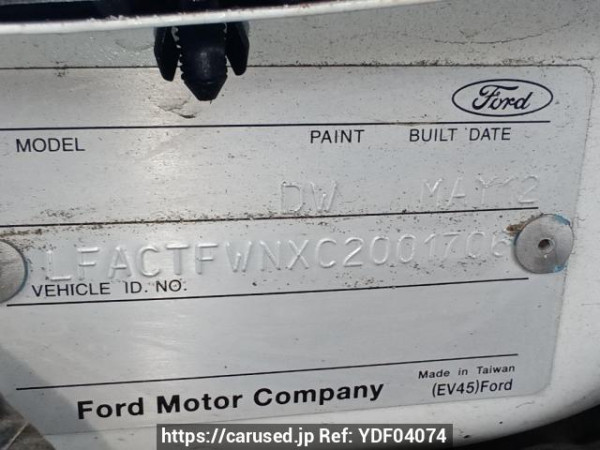 Ford
MODEL PAINT BUILT DATE
DW MAY
LFACTFWNXC2001706
VEHICLE ID. NO.
Made in Taiwan
Ford Motor Company (EV45)Ford
https://carused.jp Ref: YDF04074